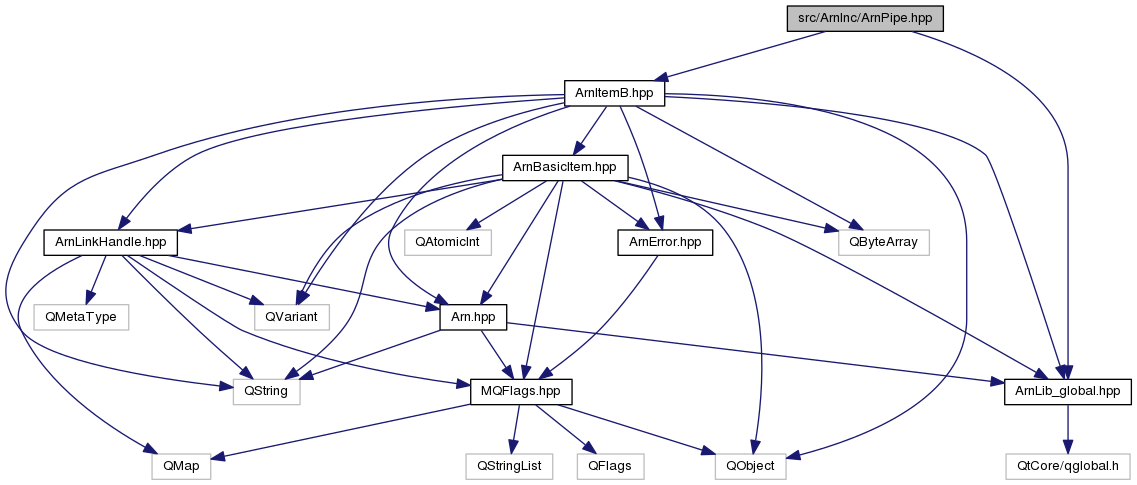 src/ArnInc/ArnPipe.hpp
ArnItemB.hpp
ArnBasicItem.hpp
ArnLinkHandle.hpp
QAtomicInt
ArnError.hpp
QByteArray
QMetaType
QVariant
Arn.hpp
QString
MQFlags.hpp
ArnLib_global.hpp
QMap
QStringList
QFlags
QObject
QtCore/qglobal.h